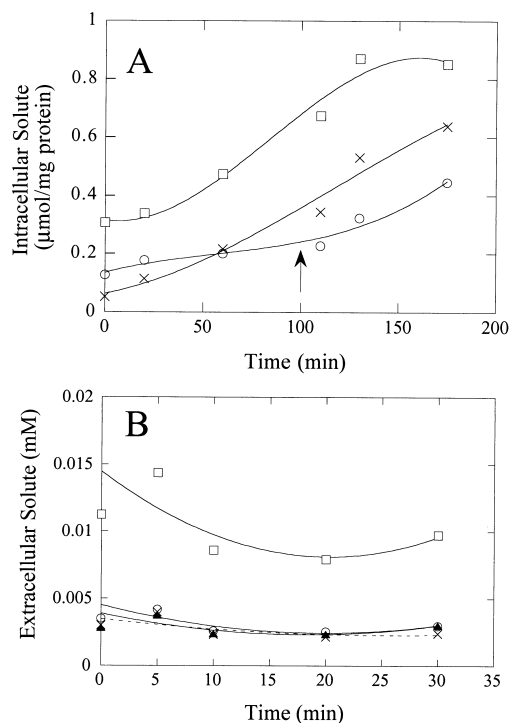 A
1
0.8
0.6
0.4
0.2
0
0 50 100 150 200
Intracellular Solute
(μmol/mg protein)
Time (min)
B
0.02
0.015
0.01
0.005
0
0 5 10 15 20 25 30 35
Extracellular Solute (mM)
Time (min)